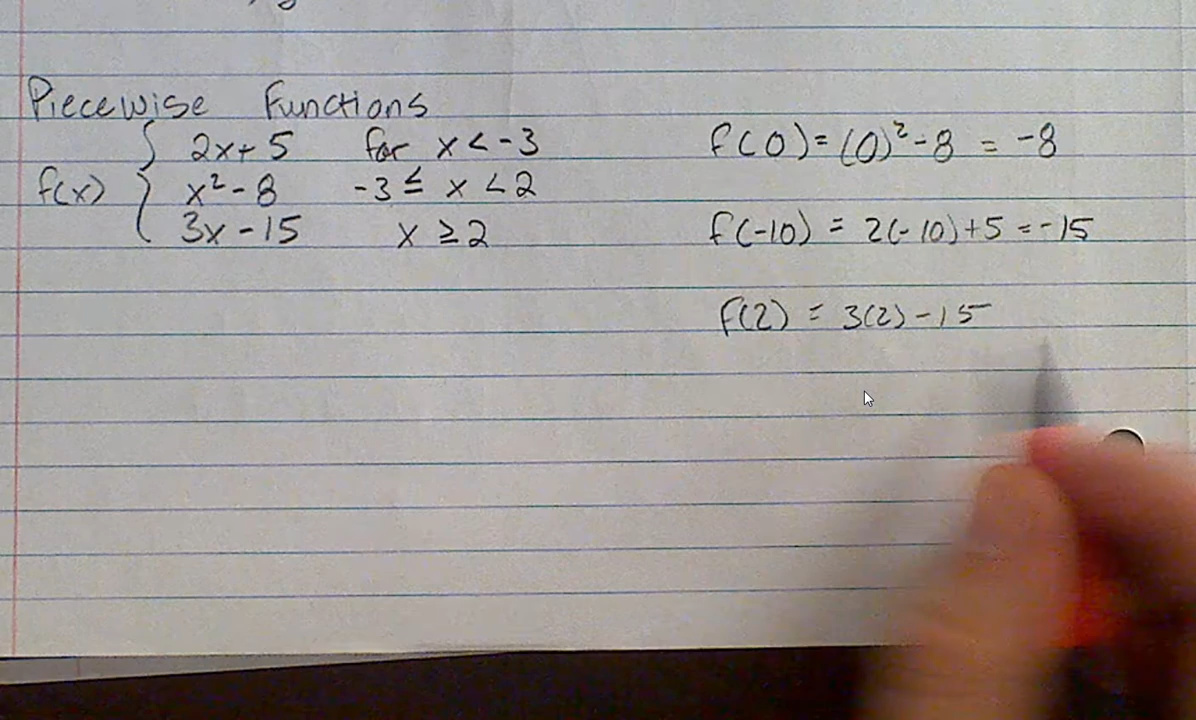 Piecewise Functions
f(x) { 2x+5 for x < -3
x² - 8 -3 ≤ x < 2
3x - 15 x ≥ 2
f(0) = (0)² - 8 = -8
f(-10) = 2(-10)+5 = -15
f(2) = 3(2) - 15